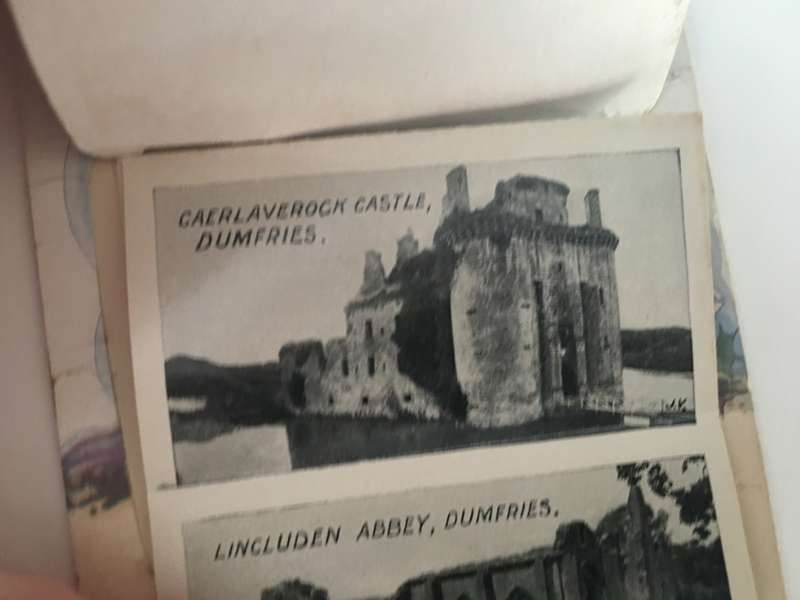 CAERLAVEROCK CASTLE,
DUMFRIES.
J.V.
LINCLUDEN ABBEY, DUMFRIES.